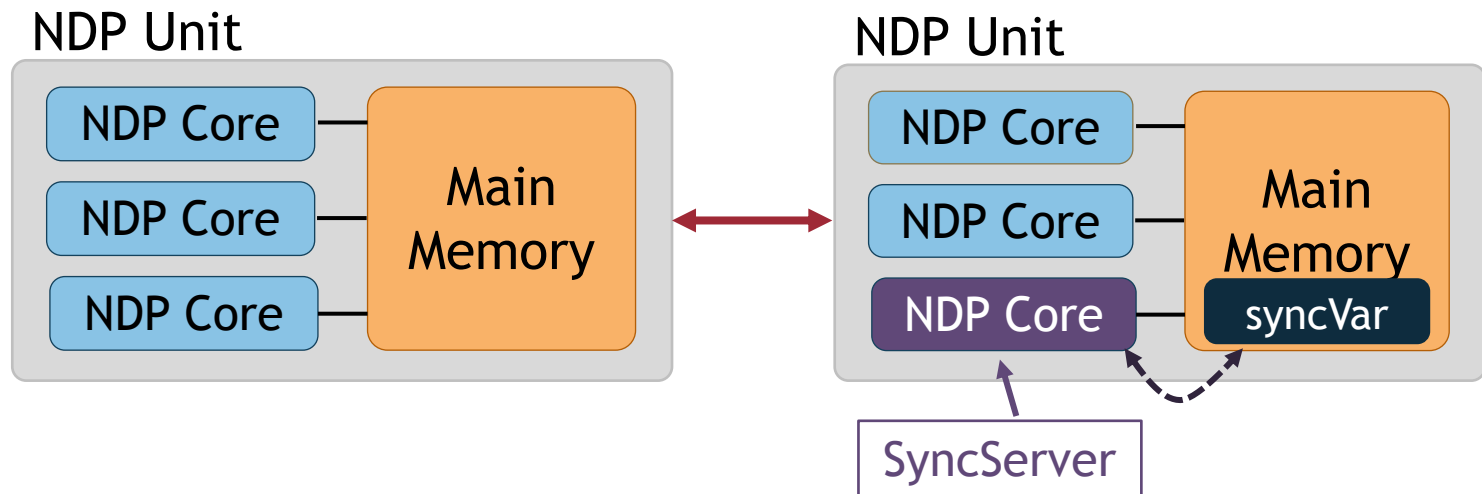 NDP Unit
NDP Core
NDP Core
NDP Core
Main
Memory
NDP Unit
NDP Core
NDP Core
NDP Core
Main
Memory
syncVar
SyncServer